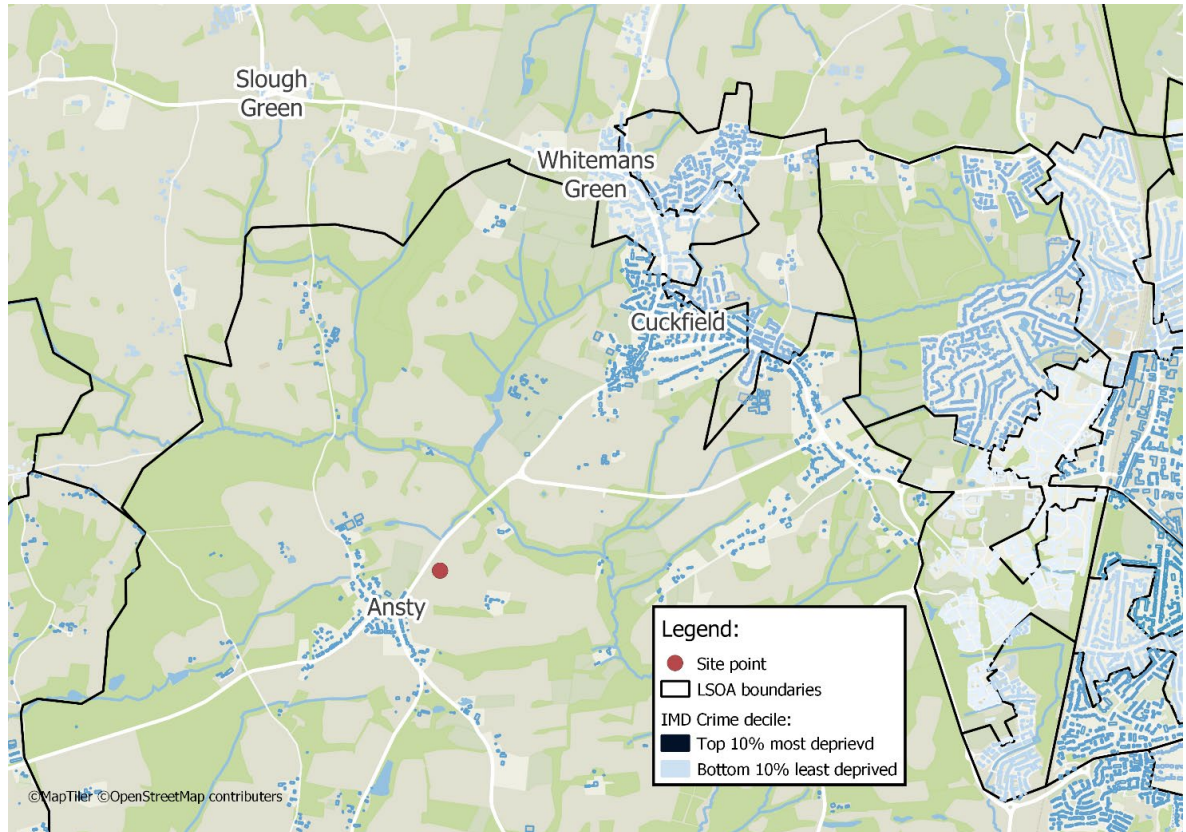 Slough
Green
Whitemans
Green
Cuckfield
Ansty
Legend:
Site point
LSOA boundaries
IMD Crime decile:
Top 10% most deprievd
Bottom 10% least deprived
©MapTiler ©OpenStreetMap contributers